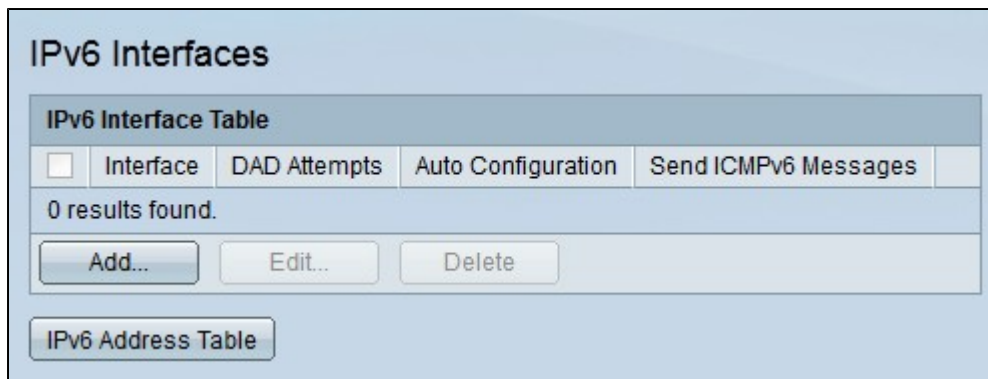 IPv6 Interfaces
IPv6 Interface Table
Interface DAD Attempts Auto Configuration Send ICMPv6 Messages
0 results found.
Add... Edit... Delete
IPv6 Address Table